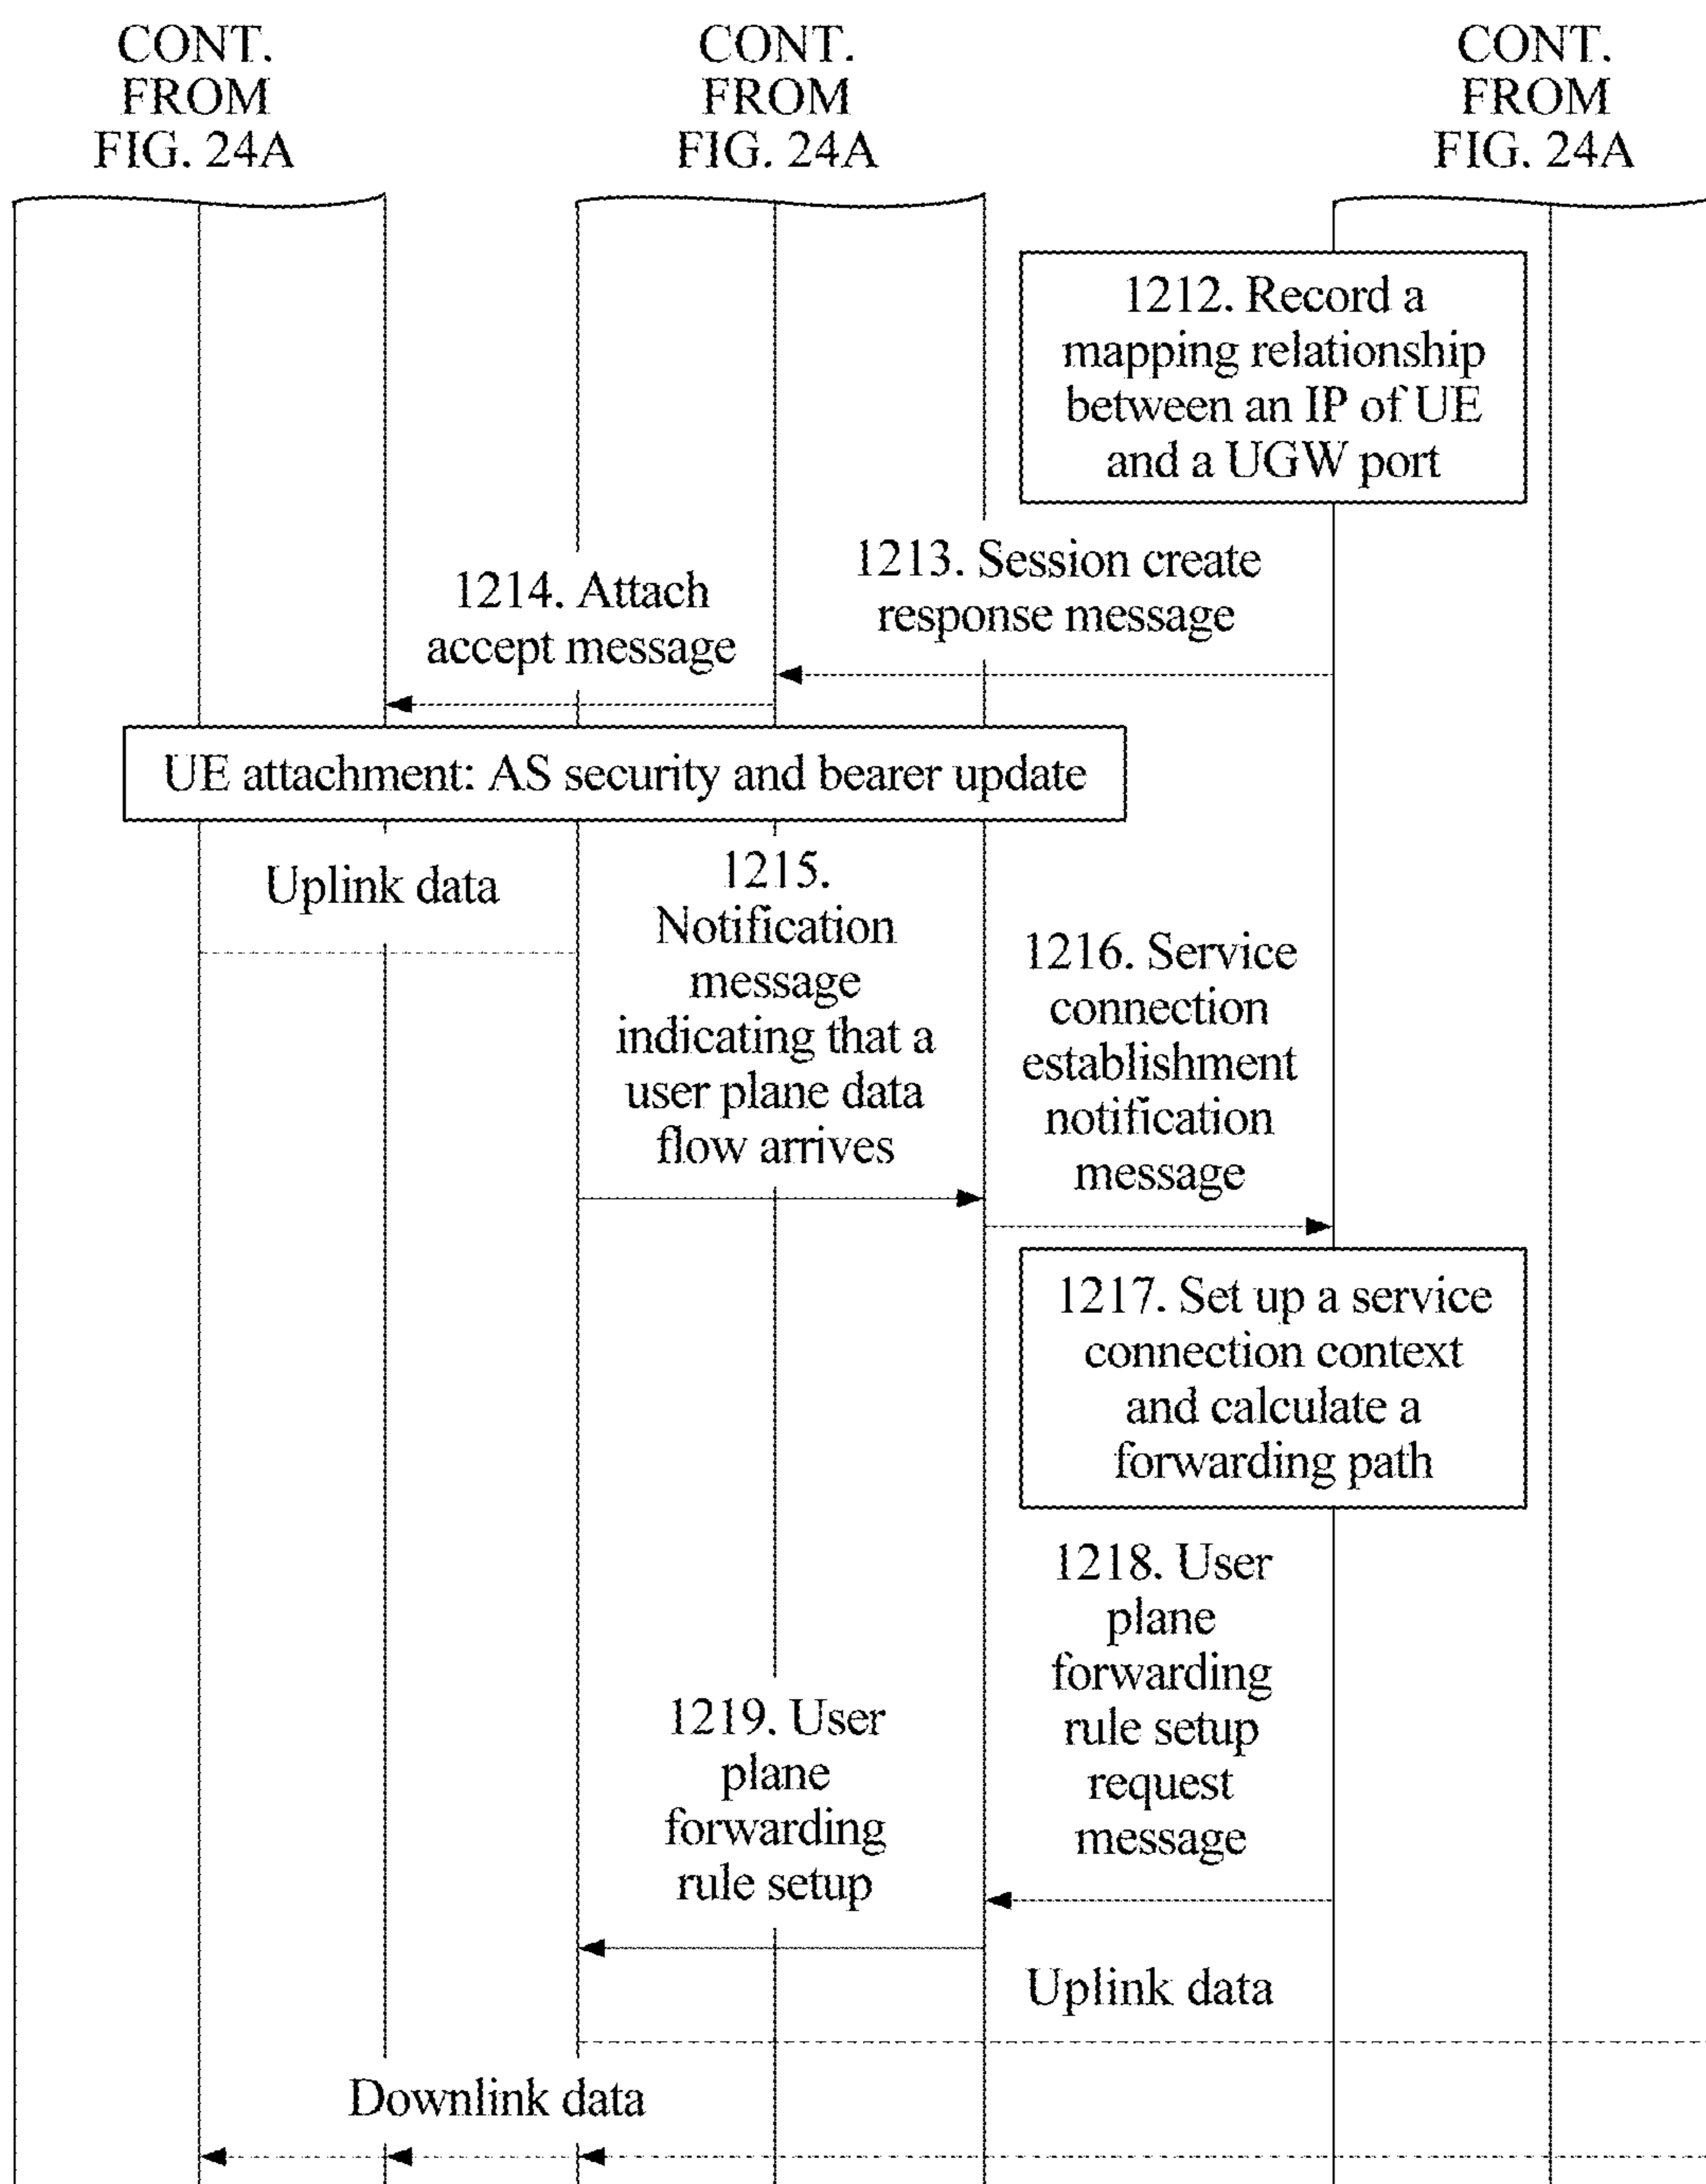 CONT.
FROM
FIG. 24A
CONT.
FROM
FIG. 24A
CONT.
FROM
FIG. 24A
1212. Record a
mapping relationship
between an IP of UE
and a UGW port
1213. Session create
response message
1214. Attach
accept message
UE attachment: AS security and bearer update
Uplink data
1215.
Notification
message
indicating that a
user plane data
flow arrives
1216. Service
connection
establishment
notification
message
1217. Set up a service
connection context
and calculate a
forwarding path
1218. User
plane
forwarding
rule setup
request
message
1219. User
plane
forwarding
rule setup
Uplink data
Downlink data